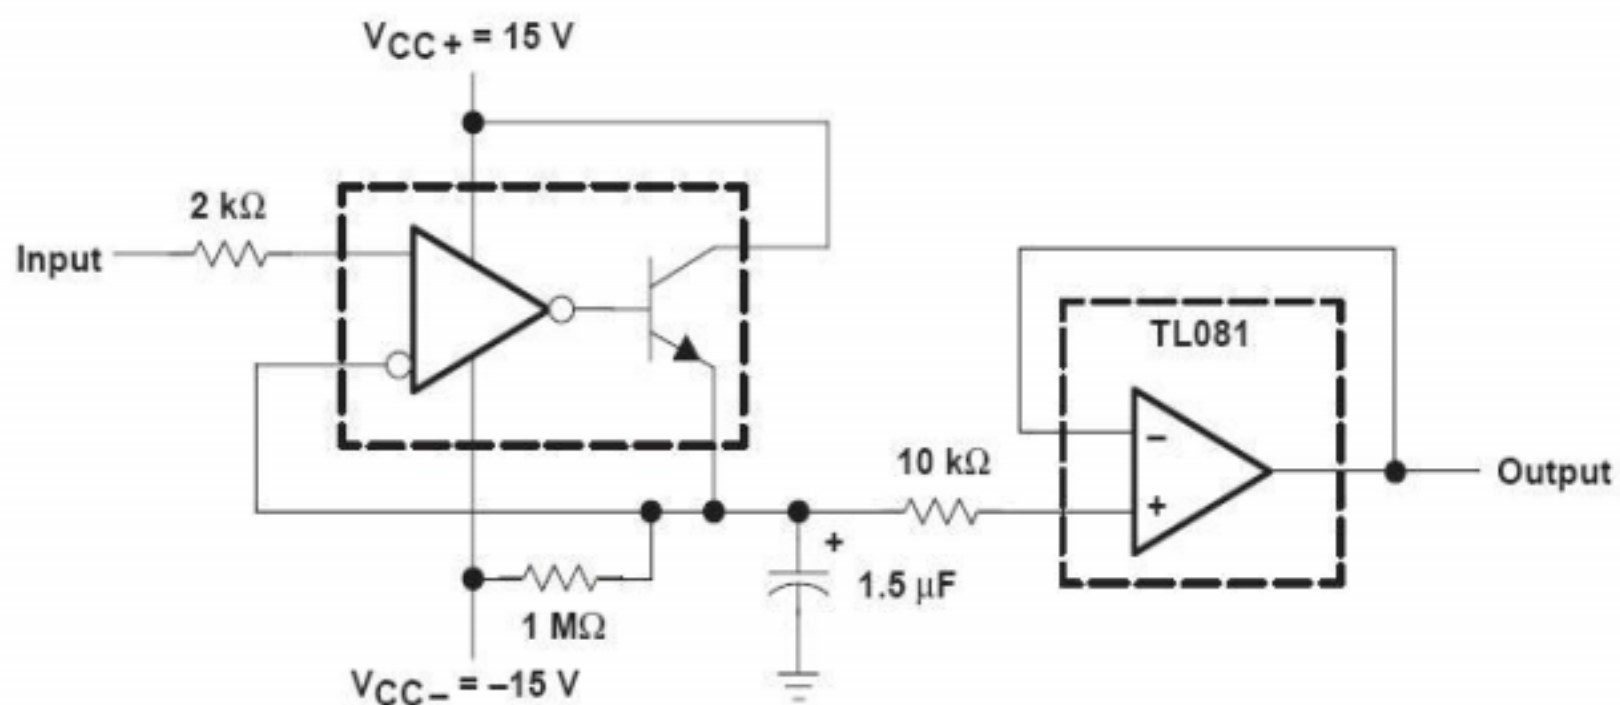 VCC+ = 15 V
2 kΩ
Input
TL081
−
+
10 kΩ
Output
+
1.5 μF
1 MΩ
VCC− = −15 V